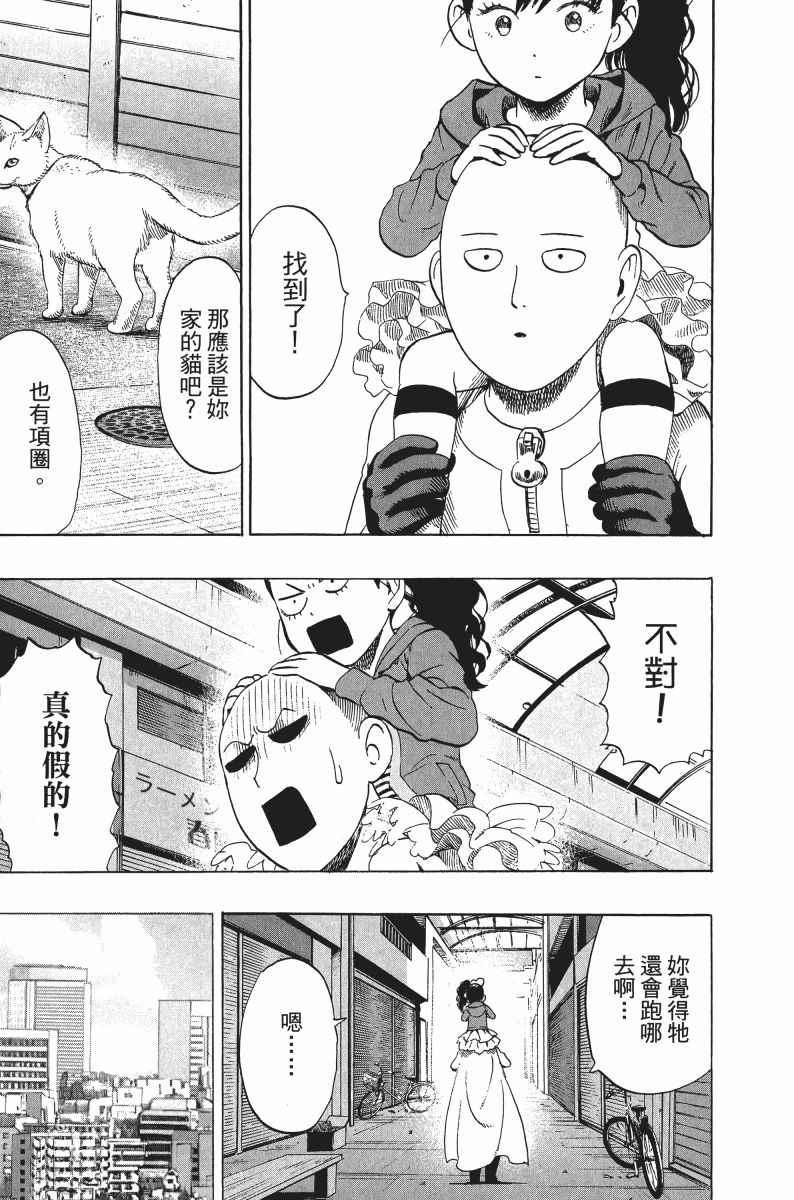 找到了！
那應該是妳
家的貓吧？
也有項圈。
不對！
真的假的！
ラーメン
妳覺得牠
還會跑哪
去啊…
嗯……